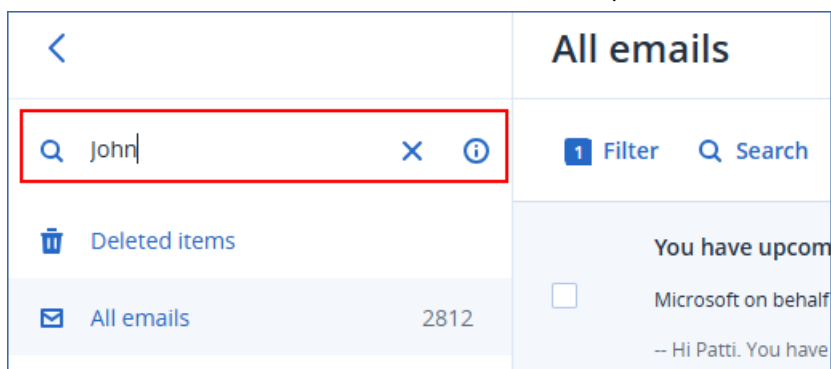 All emails
John
1 Filter Search
Deleted items
All emails 2812
You have upcom
Microsoft on behalf
-- Hi Patti. You have